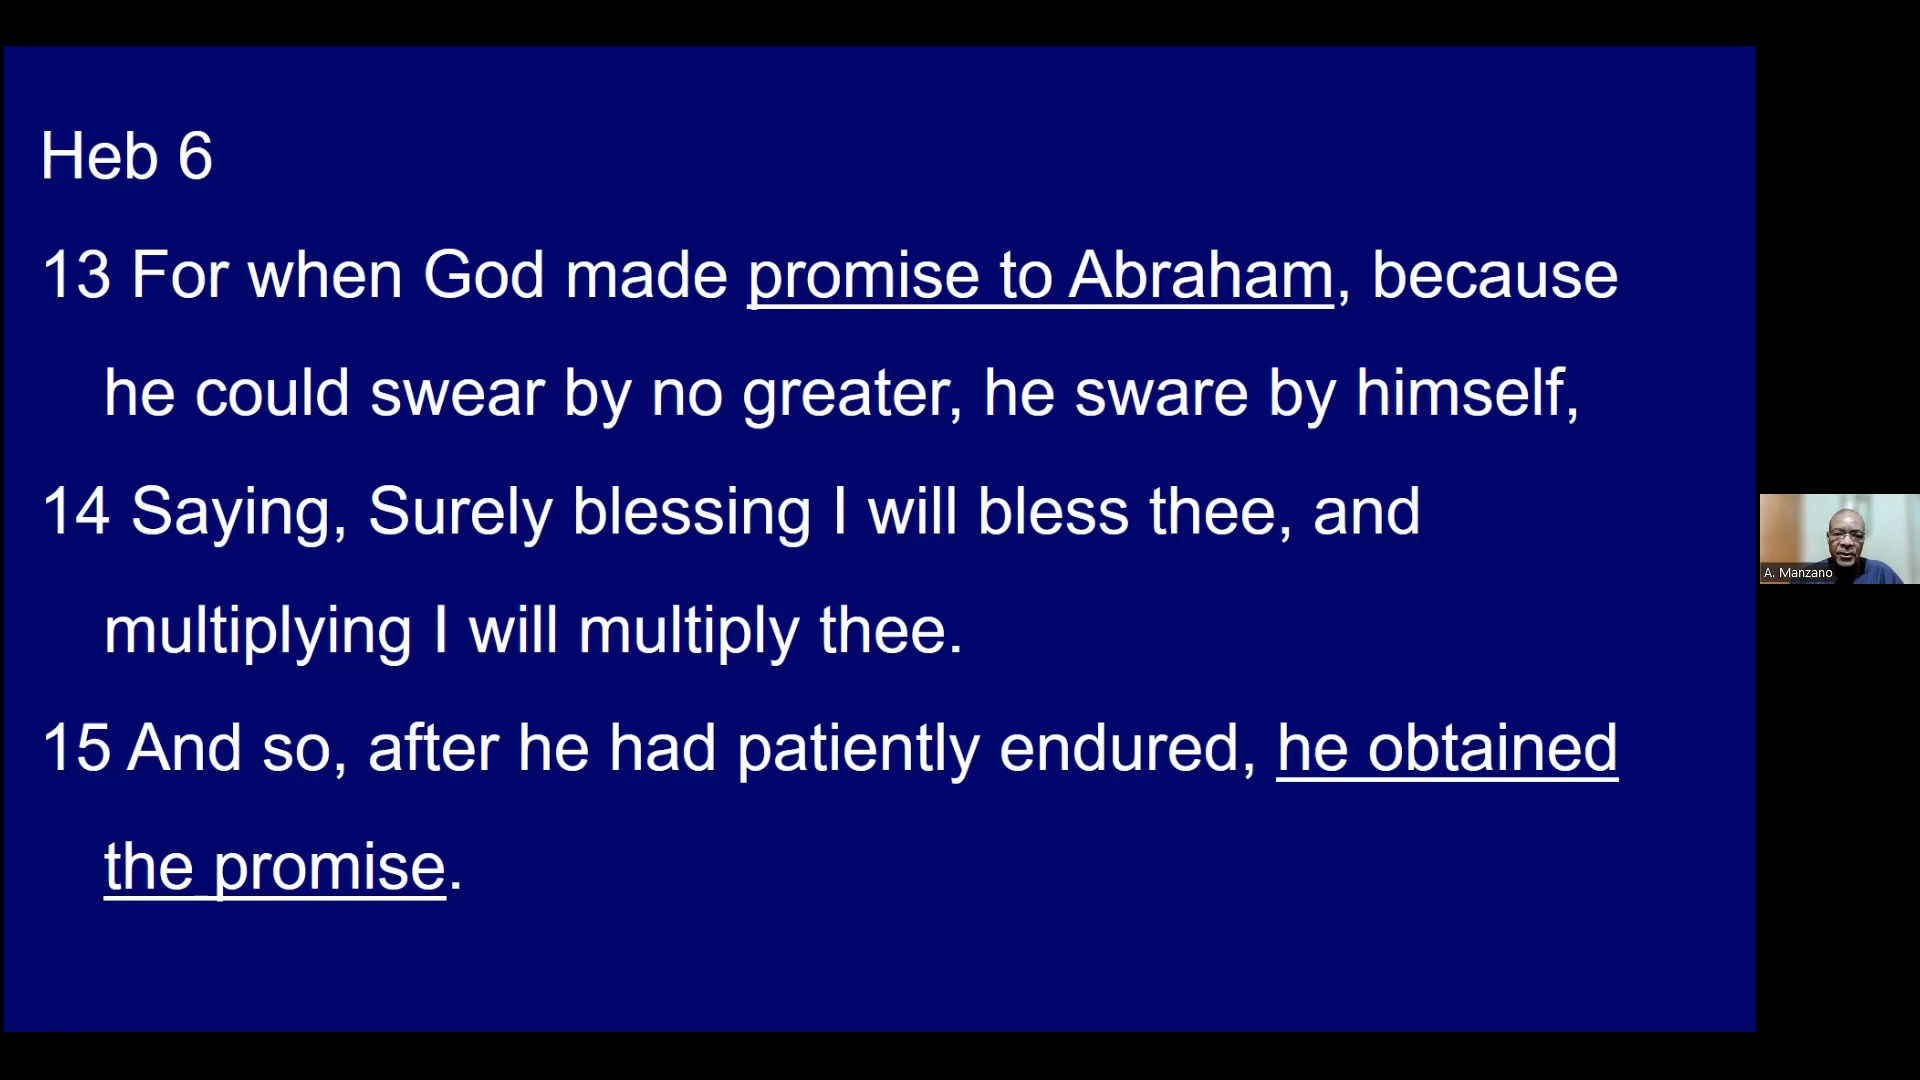 Heb 6
13 For when God made promise to Abraham, because
he could swear by no greater, he sware by himself,
14 Saying, Surely blessing I will bless thee, and
multiplying I will multiply thee.
15 And so, after he had patiently endured, he obtained
the promise.
A. Manzano